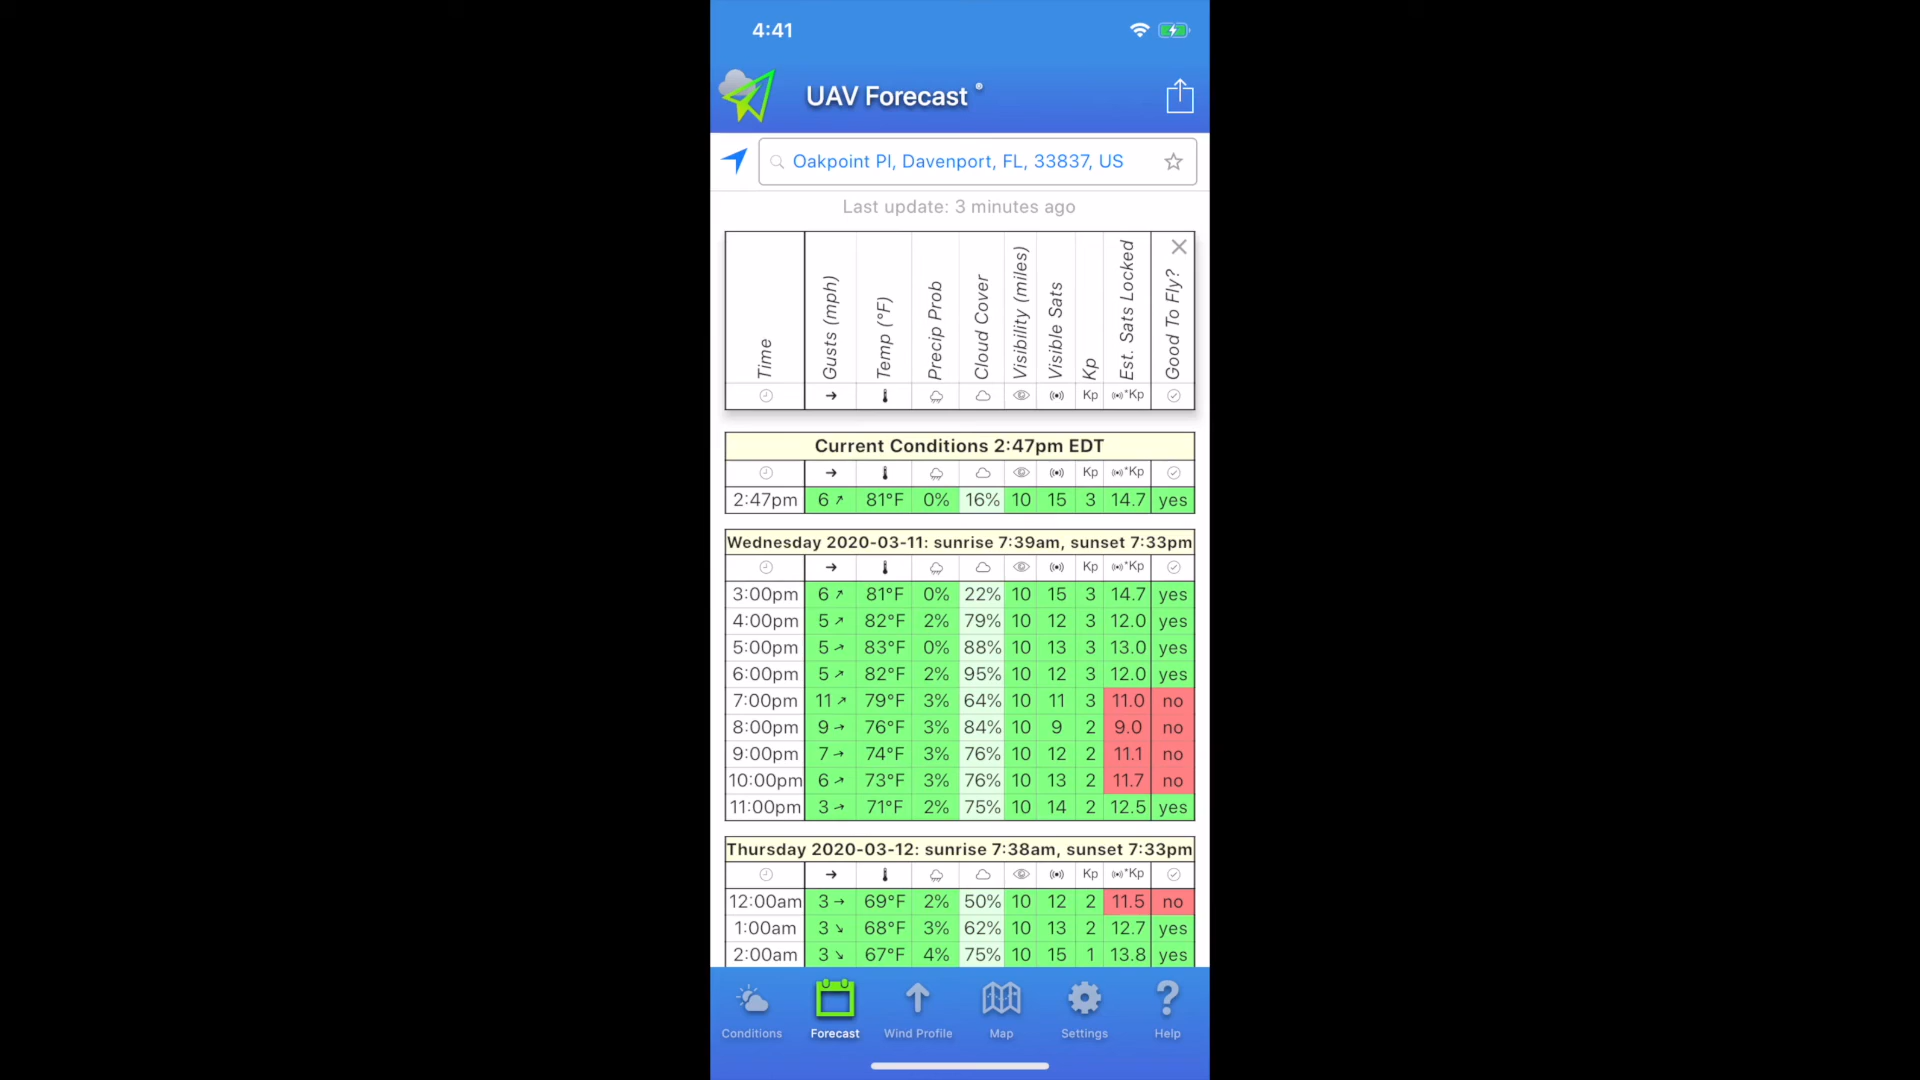 4:41
UAV Forecast ®
Oakpoint Pl, Davenport, FL, 33837, US
Last update: 3 minutes ago
Time Gusts (mph) Temp (°F) Precip Prob Cloud Cover Visibility (miles) Visible Sats Kp Est. Sats Locked Good To Fly?
Kp *Kp
Current Conditions 2:47pm EDT
Kp *Kp
2:47pm 6 81°F 0% 16% 10 15 3 14.7 yes
Wednesday 2020-03-11: sunrise 7:39am, sunset 7:33pm
Kp *Kp
3:00pm 6 81°F 0% 22% 10 15 3 14.7 yes
4:00pm 5 82°F 2% 79% 10 12 3 12.0 yes
5:00pm 5 83°F 0% 88% 10 13 3 13.0 yes
6:00pm 5 82°F 2% 95% 10 12 3 12.0 yes
7:00pm 11 79°F 3% 64% 10 11 3 11.0 no
8:00pm 9 76°F 3% 84% 10 9 2 9.0 no
9:00pm 7 74°F 3% 76% 10 12 2 11.1 no
10:00pm 6 73°F 3% 76% 10 13 2 11.7 no
11:00pm 3 71°F 2% 75% 10 14 2 12.5 yes
Thursday 2020-03-12: sunrise 7:38am, sunset 7:33pm
Kp *Kp
12:00am 3 69°F 2% 50% 10 12 2 11.5 no
1:00am 3 68°F 3% 62% 10 13 2 12.7 yes
2:00am 3 67°F 4% 75% 10 15 1 13.8 yes
Conditions Forecast Wind Profile Map Settings Help